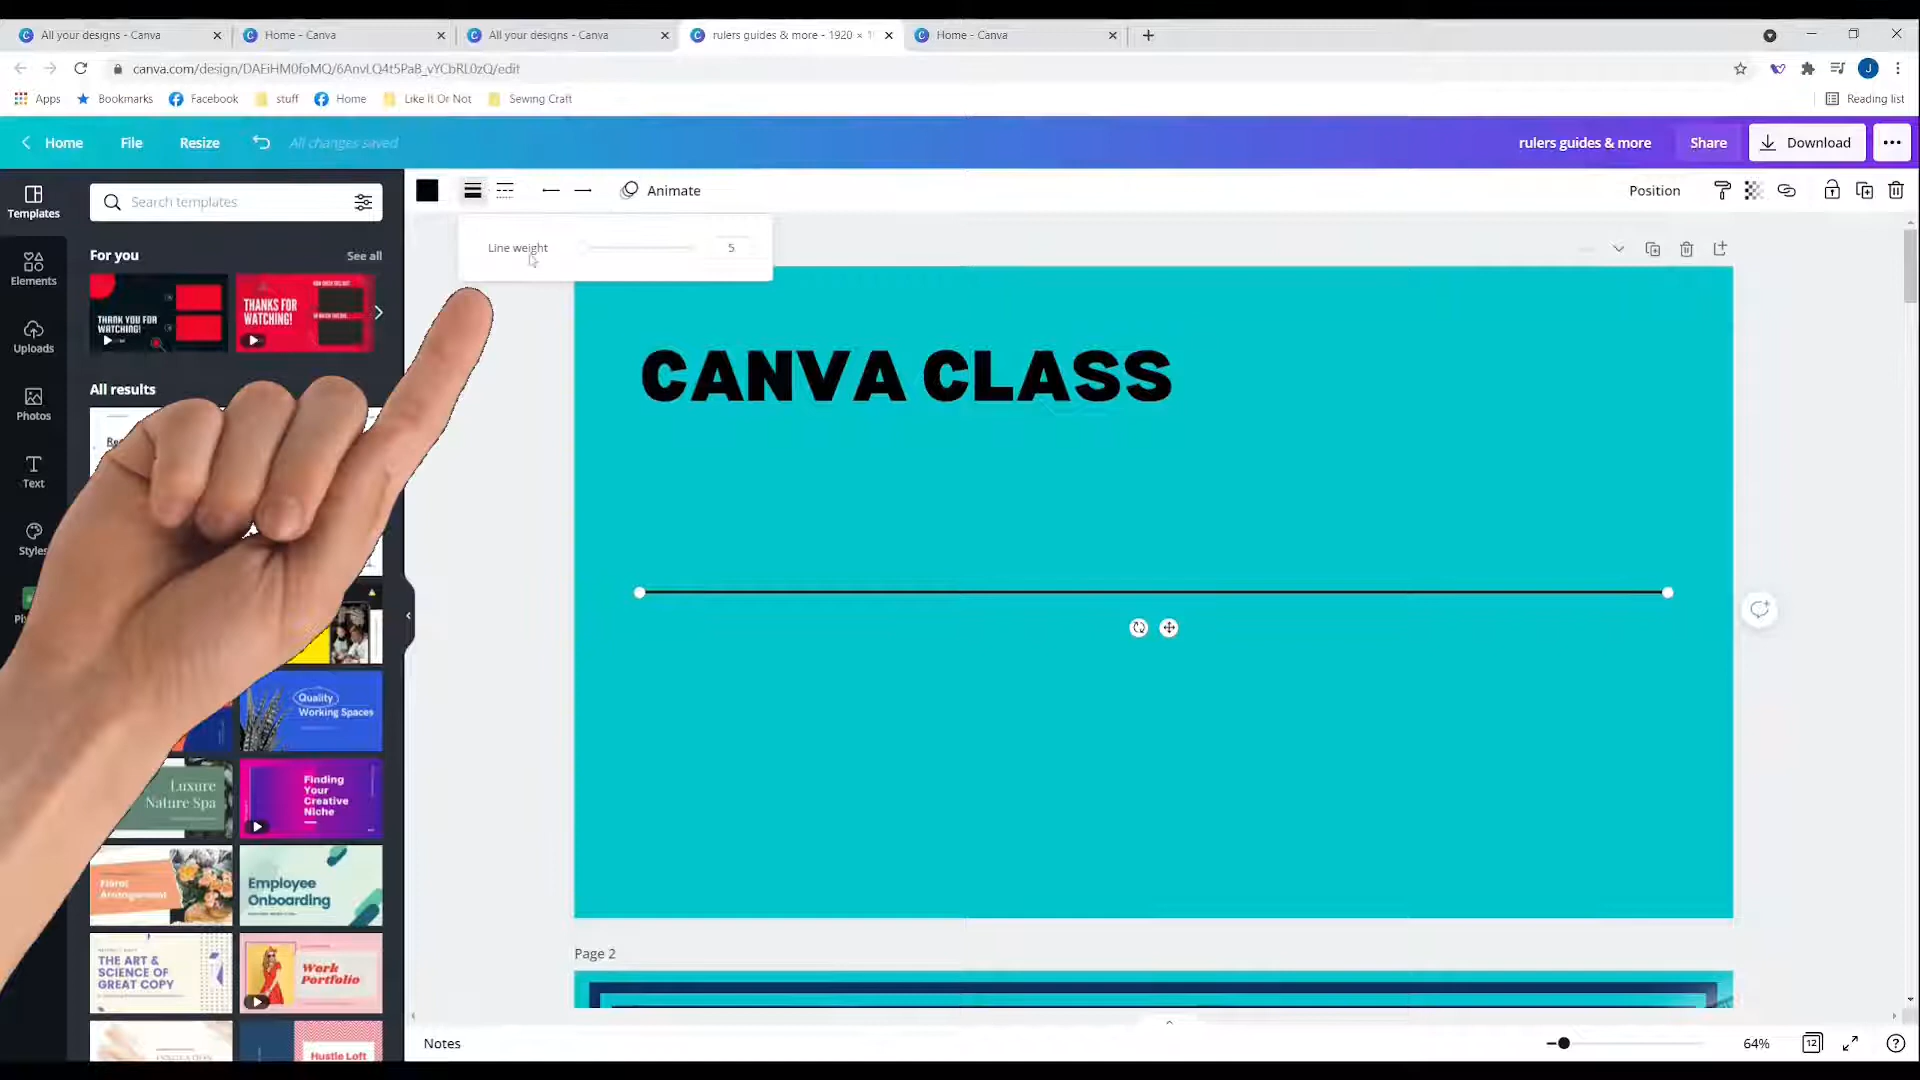 All your designs - Canva
Home - Canva
All your designs - Canva
rulers guides & more - 1920 × 1
Home - Canva
canva.com/design/DAEiHM0foMQ/6AnvLQ4t5PaB_vYCbRL0zQ/edit
J
Apps
Bookmarks
Facebook
stuff
Home
Like It Or Not
Sewing Craft
Reading list
Home
File
Resize
All changes saved
rulers guides & more
Share
Download
Animate
Position
Templates
Elements
Uploads
Photos
Text
Styles
Search templates
For you
See all
THANK YOU FOR
WATCHING!
THANKS FOR
WATCHING!
All results
Quality
Working Spaces
Luxure
Nature Spa
Finding
Your
Creative
Niche
Floral
Arrangement
Employee
Onboarding
THE ART &
SCIENCE OF
GREAT COPY
Work
Portfolio
Hustle Loft
Line weight
5
CANVA CLASS
Page 2
Notes
64%
12
?